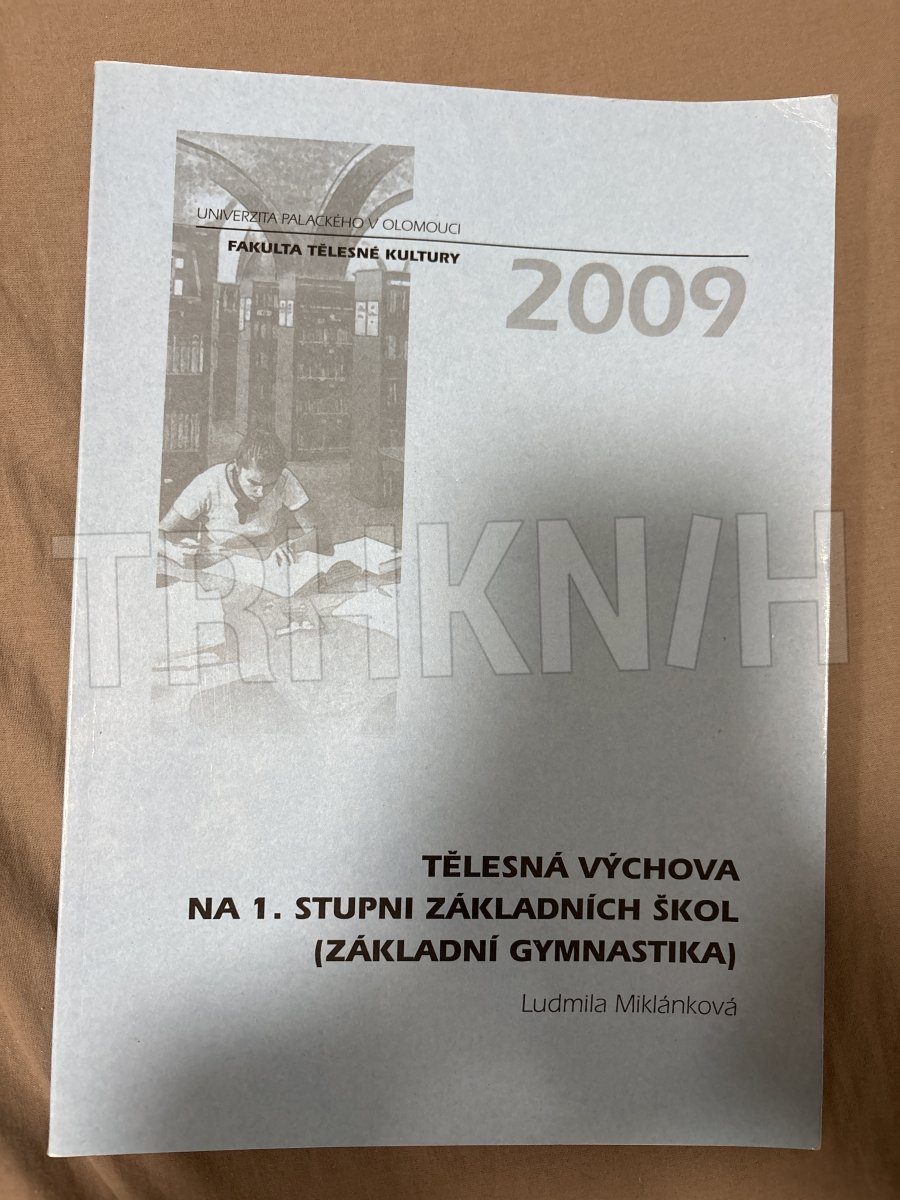 UNIVERZITA PALACKÉHO V OLOMOUCI
FAKULTA TĚLESNÉ KULTURY
2009
TRHKNIH
TĚLESNÁ VÝCHOVA
NA 1. STUPNI ZÁKLADNÍCH ŠKOL
(ZÁKLADNÍ GYMNASTIKA)
Ludmila Miklánková